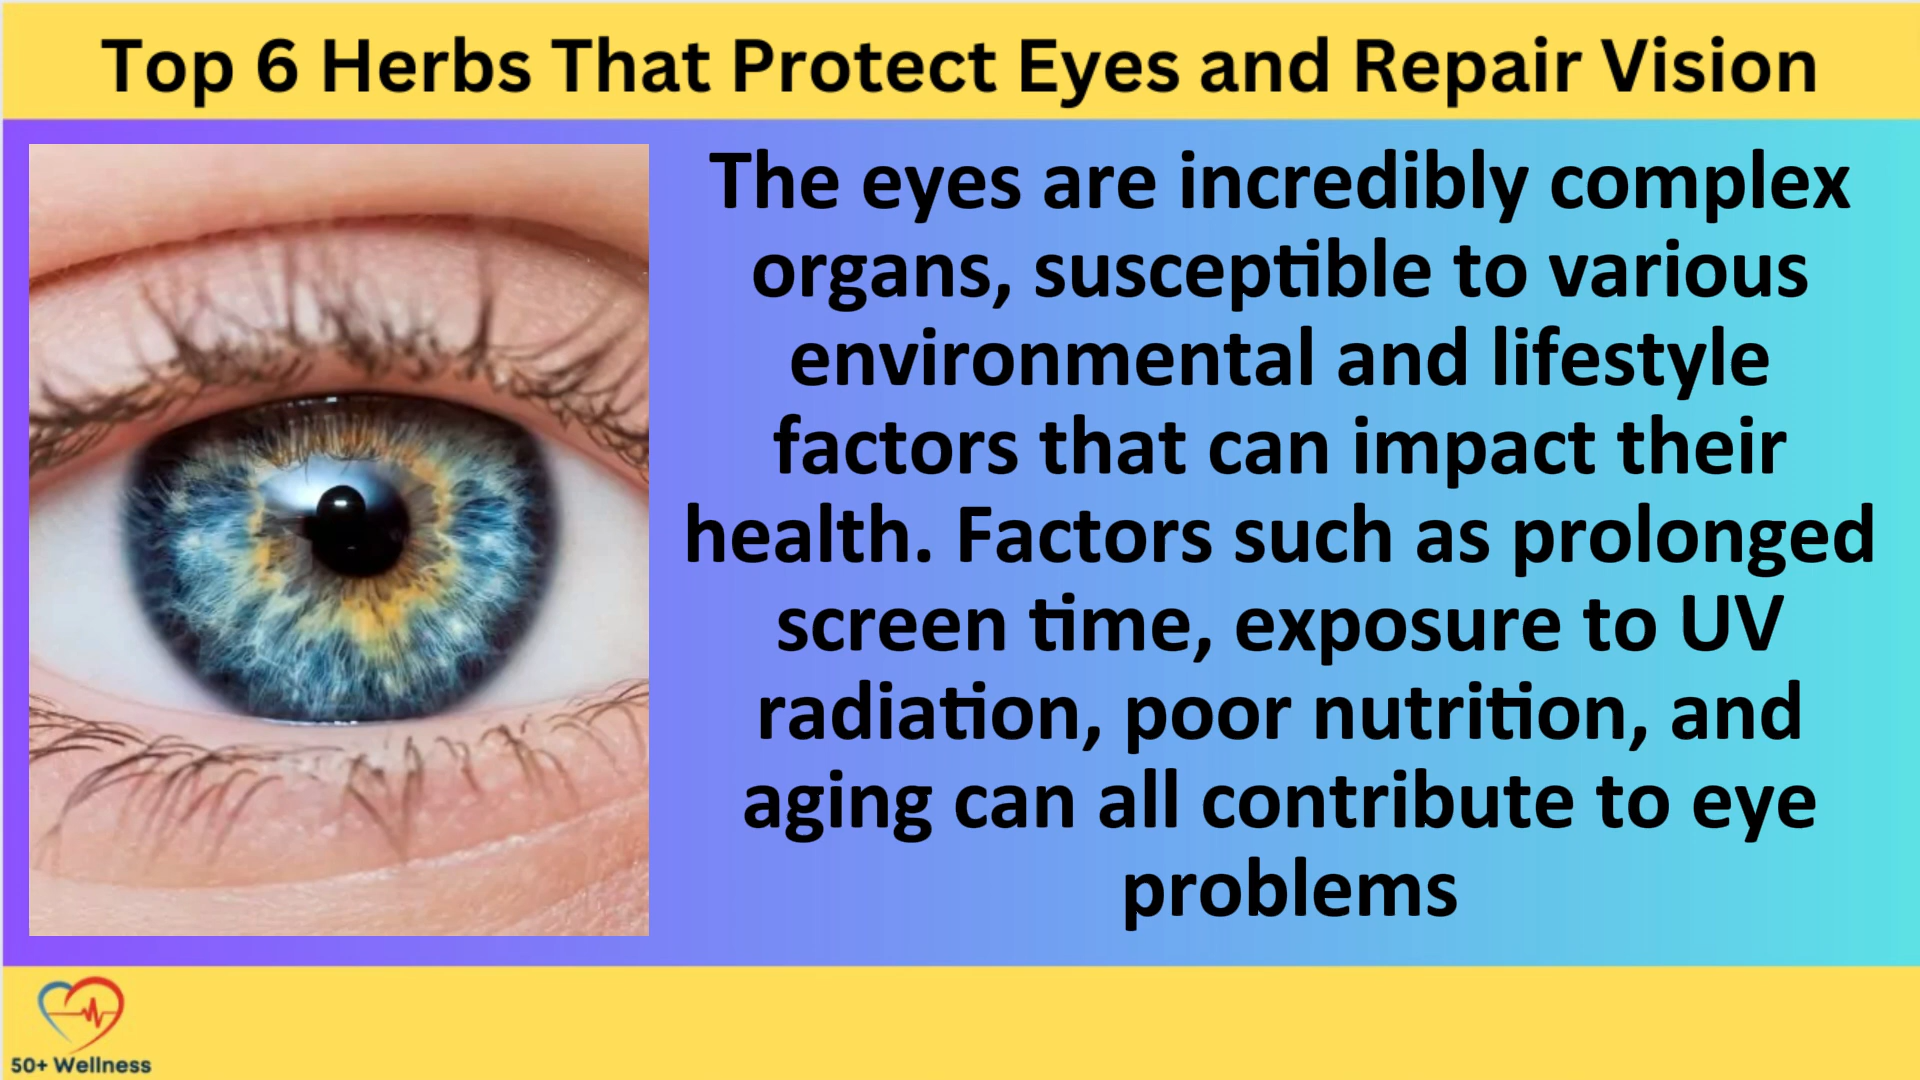 Top 6 Herbs That Protect Eyes and Repair Vision
The eyes are incredibly complex
organs, susceptible to various
environmental and lifestyle
factors that can impact their
health. Factors such as prolonged
screen time, exposure to UV
radiation, poor nutrition, and
aging can all contribute to eye
problems
50+ Wellness